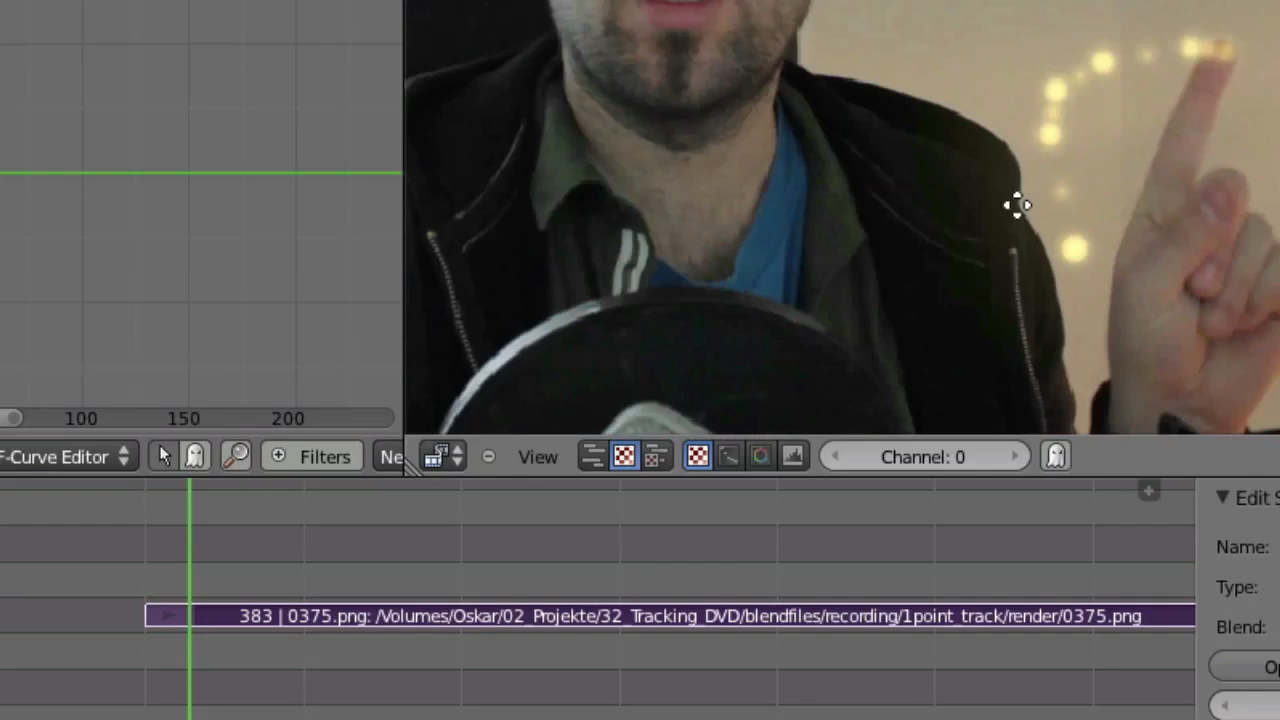 100 150 200
F-Curve Editor Filters Ne
View Channel: 0
Edit S
Name:
Type:
383 | 0375.png: /Volumes/Oskar/02_Projekte/32_Tracking_DVD/blendfiles/recording/1point_track/render/0375.png
Blend:
Op